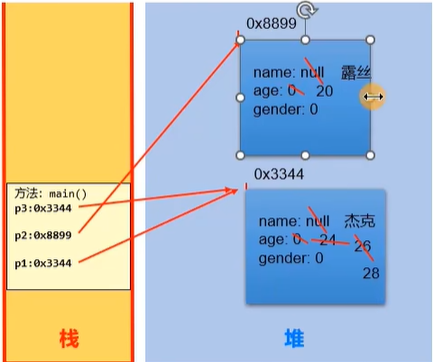 0x8899
name: null 露丝
age: 0 20
gender: 0
0x3344
方法: main()
p3:0x3344
p2:0x8899
p1:0x3344
name: null 杰克
age: 0 24 26
gender: 0
28
栈
堆